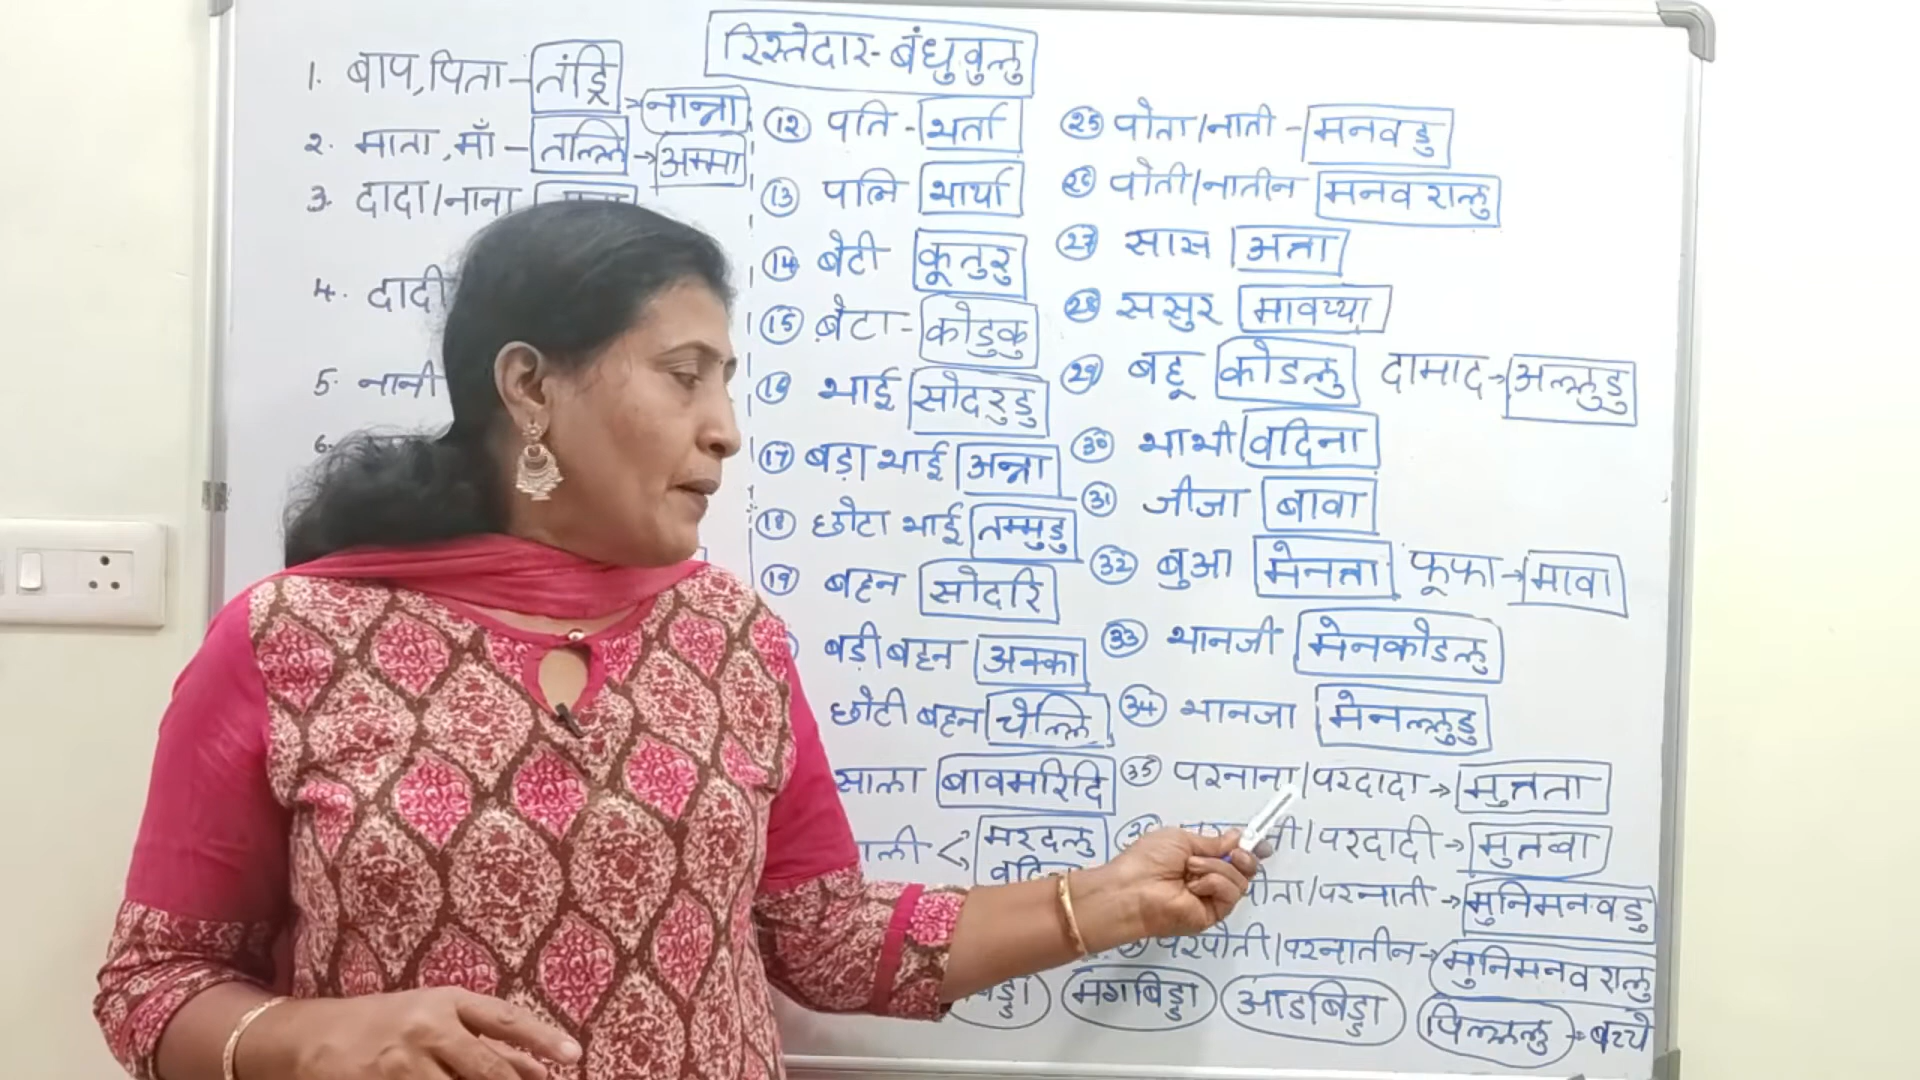 रिस्तेदार-बंधुवुलु
1. बाप,पिता-तंड्रि →नान्ना
2. माता,माँ-तल्लि→अम्मा
3. दादा/नाना
4. दादी
5. नानी
6.
12 पति-भर्ता
13 पत्नि भार्या
14 बेटी कूतुरु
15 बेटा-कोडुकु
16 भाई सोदरुडु
17 बड़ा भाई अन्ना
18 छोटा भाई तम्मुडु
19 बहन सोदरि
बड़ी बहन अक्का
छोटी बहन चेल्लि
साला बावमरिदि
मरदलु
25 पोता/नाती-मनवडु
26 पोती/नातीन मनवरालु
27 सास अत्ता
28 ससुर मावय्या
29 बहू कोडलु दामाद→अल्लुडु
30 भाभी वदिना
31 जीजा बावा
32 बुआ मेनत्ता फूफा→मावा
33 भानजी मेनकोडलु
34 भानजा मेनल्लुडु
35 परनाना/परदादा→मुत्तता
/परदादी→मुतवा
/परनाती→मुनिमनवडु
परपोती/परनातीन→मुनिमनवरालु
मगबिड्डा आडबिड्डा पिल्ललु→बच्चे